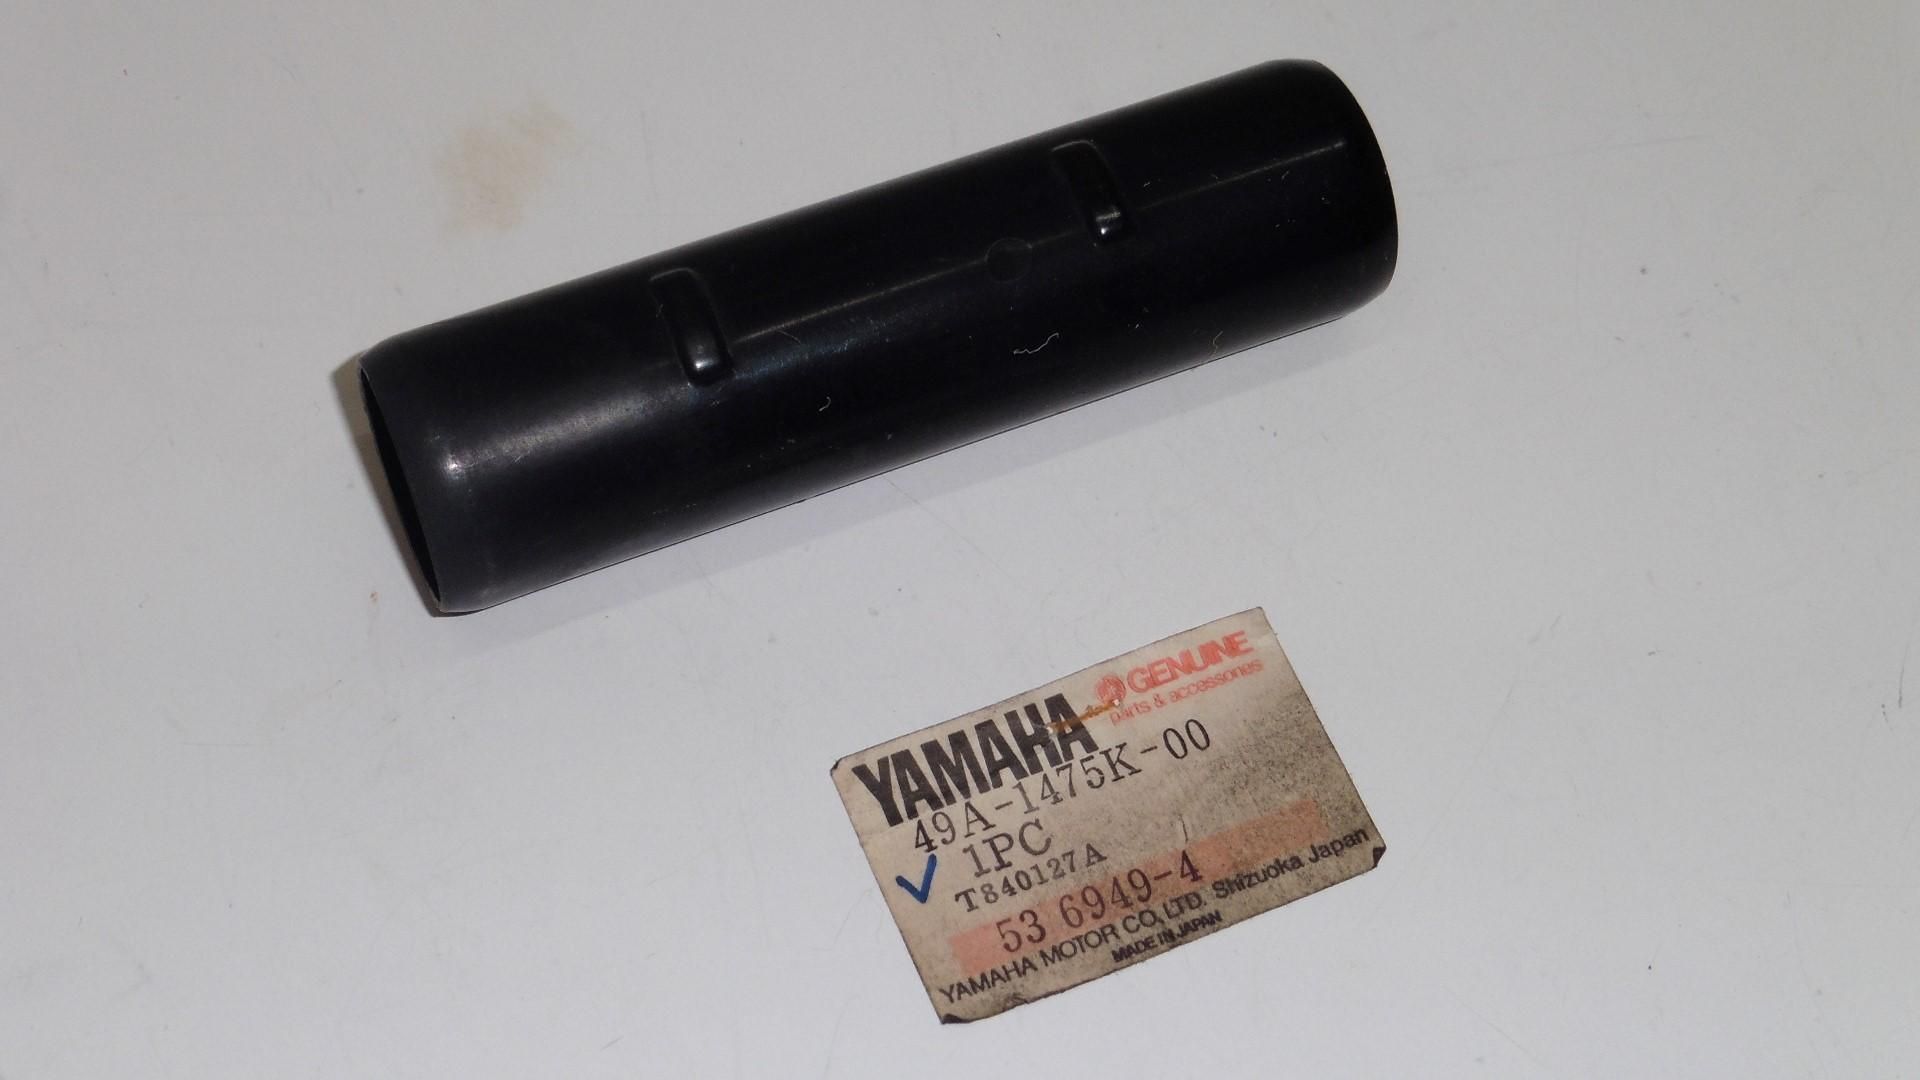 GENUINE
parts & accessories
YAMAHA
49A-1475K-00
1PC
T840127A
53 6949-4
YAMAHA MOTOR CO., LTD. Shizuoka Japan
MADE IN JAPAN